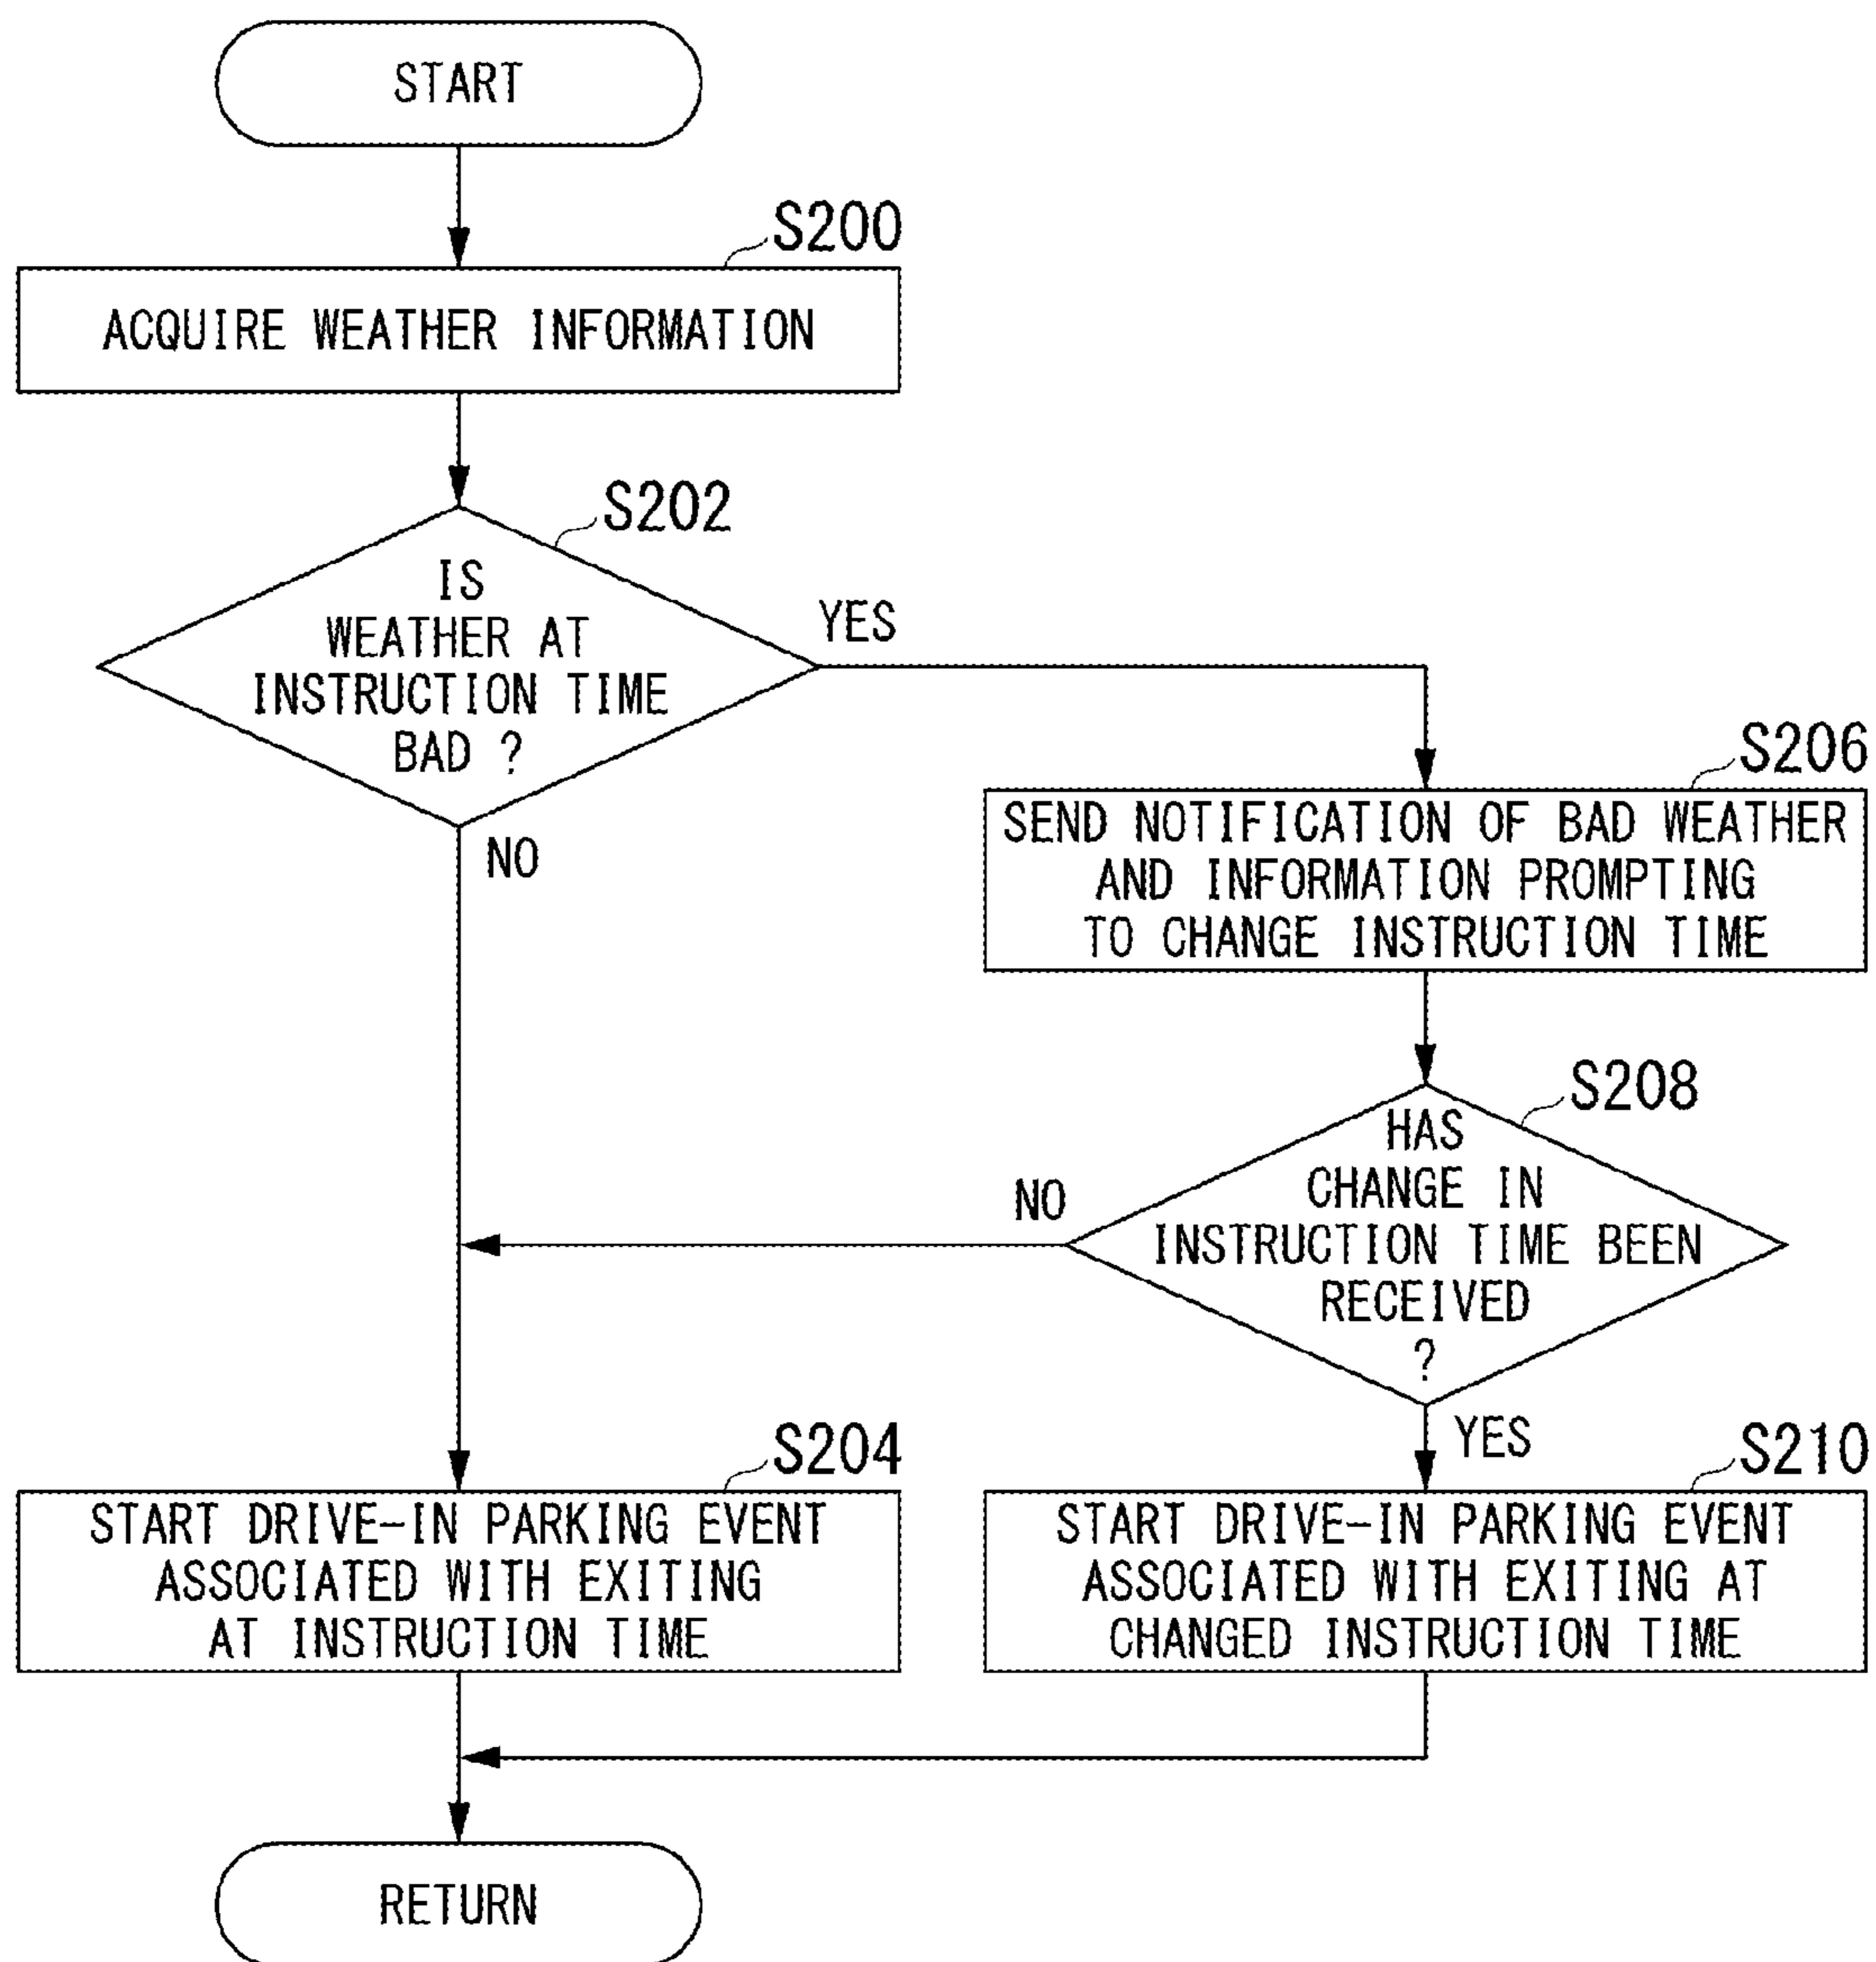 START
S200
ACQUIRE WEATHER INFORMATION
S202
IS
WEATHER AT
INSTRUCTION TIME
BAD ?
YES
NO
S206
SEND NOTIFICATION OF BAD WEATHER
AND INFORMATION PROMPTING
TO CHANGE INSTRUCTION TIME
S208
HAS
CHANGE IN
INSTRUCTION TIME BEEN
RECEIVED
?
NO
YES
S204
START DRIVE-IN PARKING EVENT
ASSOCIATED WITH EXITING
AT INSTRUCTION TIME
S210
START DRIVE-IN PARKING EVENT
ASSOCIATED WITH EXITING AT
CHANGED INSTRUCTION TIME
RETURN